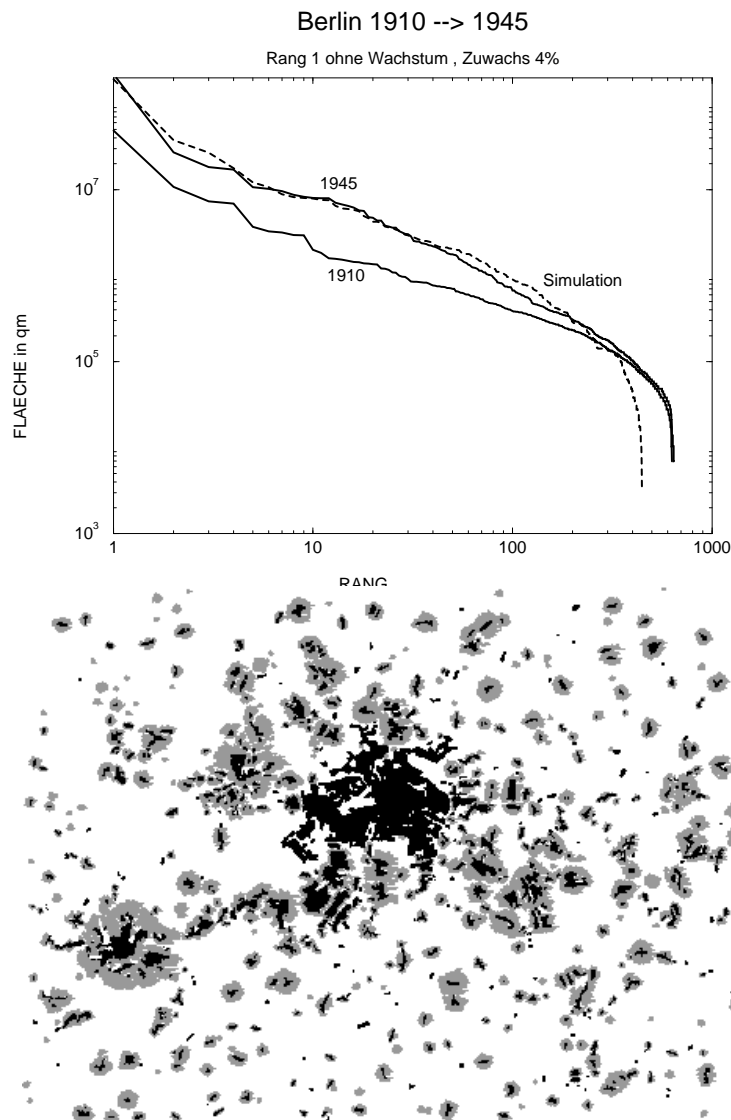 Berlin 1910 --> 1945
Rang 1 ohne Wachstum , Zuwachs 4%
10^7
10^5
10^3
FLAECHE in qm
1945
1910
Simulation
1
10
100
1000
RANG